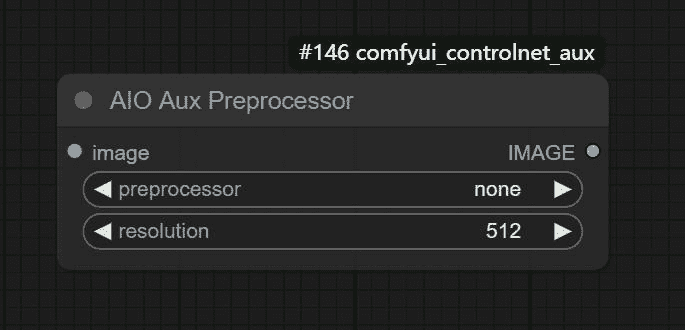 #146 comfyui_controlnet_aux
AIO Aux Preprocessor
image IMAGE
preprocessor none
resolution 512